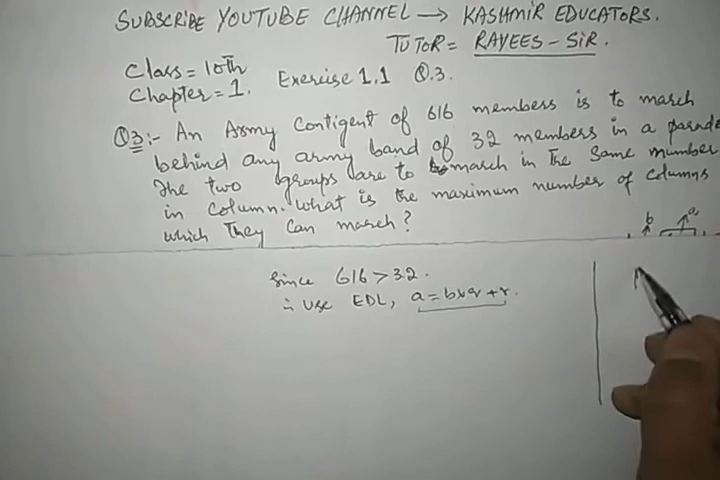 SUBSCRIBE YOUTUBE CHANNEL → KASHMIR EDUCATORS.
TUTOR = RAYEES - SIR.
Class = 10th
Chapter = 1. Exercise 1.1 Q.3.
Q3:- An Army Contigent of 616 members is to march
behind any army band of 32 members in a parade
The two groups are to march in the same number
in column. what is the maximum number of columns
which they can march?
b a
Since 616 > 32.
∴ use EDL, a = b×q + r.